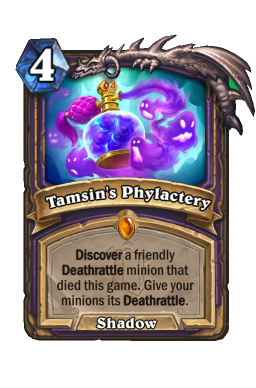 4
Tamsin's Phylactery
Discover a friendly
Deathrattle minion that
died this game. Give your
minions its Deathrattle.
Shadow